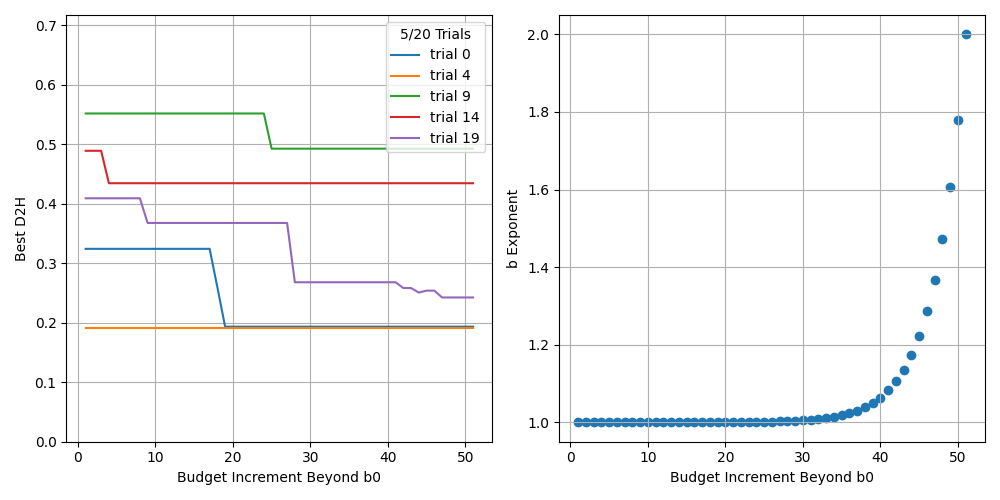 0.7
0.6
0.5
0.4
0.3
0.2
0.1
0.0
Best D2H
0 10 20 30 40 50
Budget Increment Beyond b0
5/20 Trials
trial 0
trial 4
trial 9
trial 14
trial 19
2.0
1.8
1.6
1.4
1.2
1.0
b Exponent
0 10 20 30 40 50
Budget Increment Beyond b0